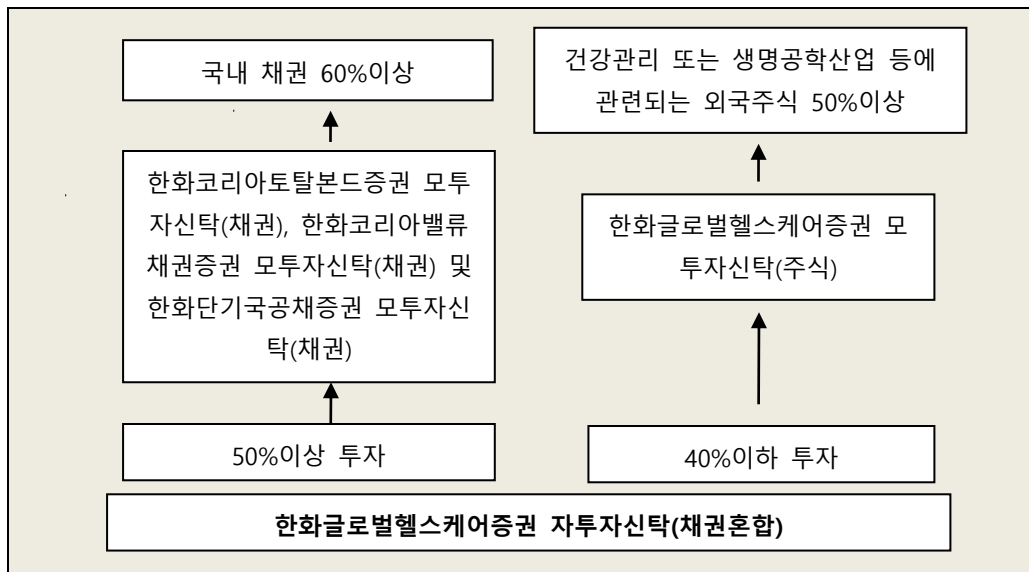 국내 채권 60%이상
한화코리아토탈본드증권 모투
자신탁(채권), 한화코리아밸류
채권증권 모투자신탁(채권) 및
한화단기국공채증권 모투자신
탁(채권)
50%이상 투자
건강관리 또는 생명공학산업 등에
관련되는 외국주식 50%이상
한화글로벌헬스케어증권 모
투자신탁(주식)
40%이하 투자
한화글로벌헬스케어증권 자투자신탁(채권혼합)